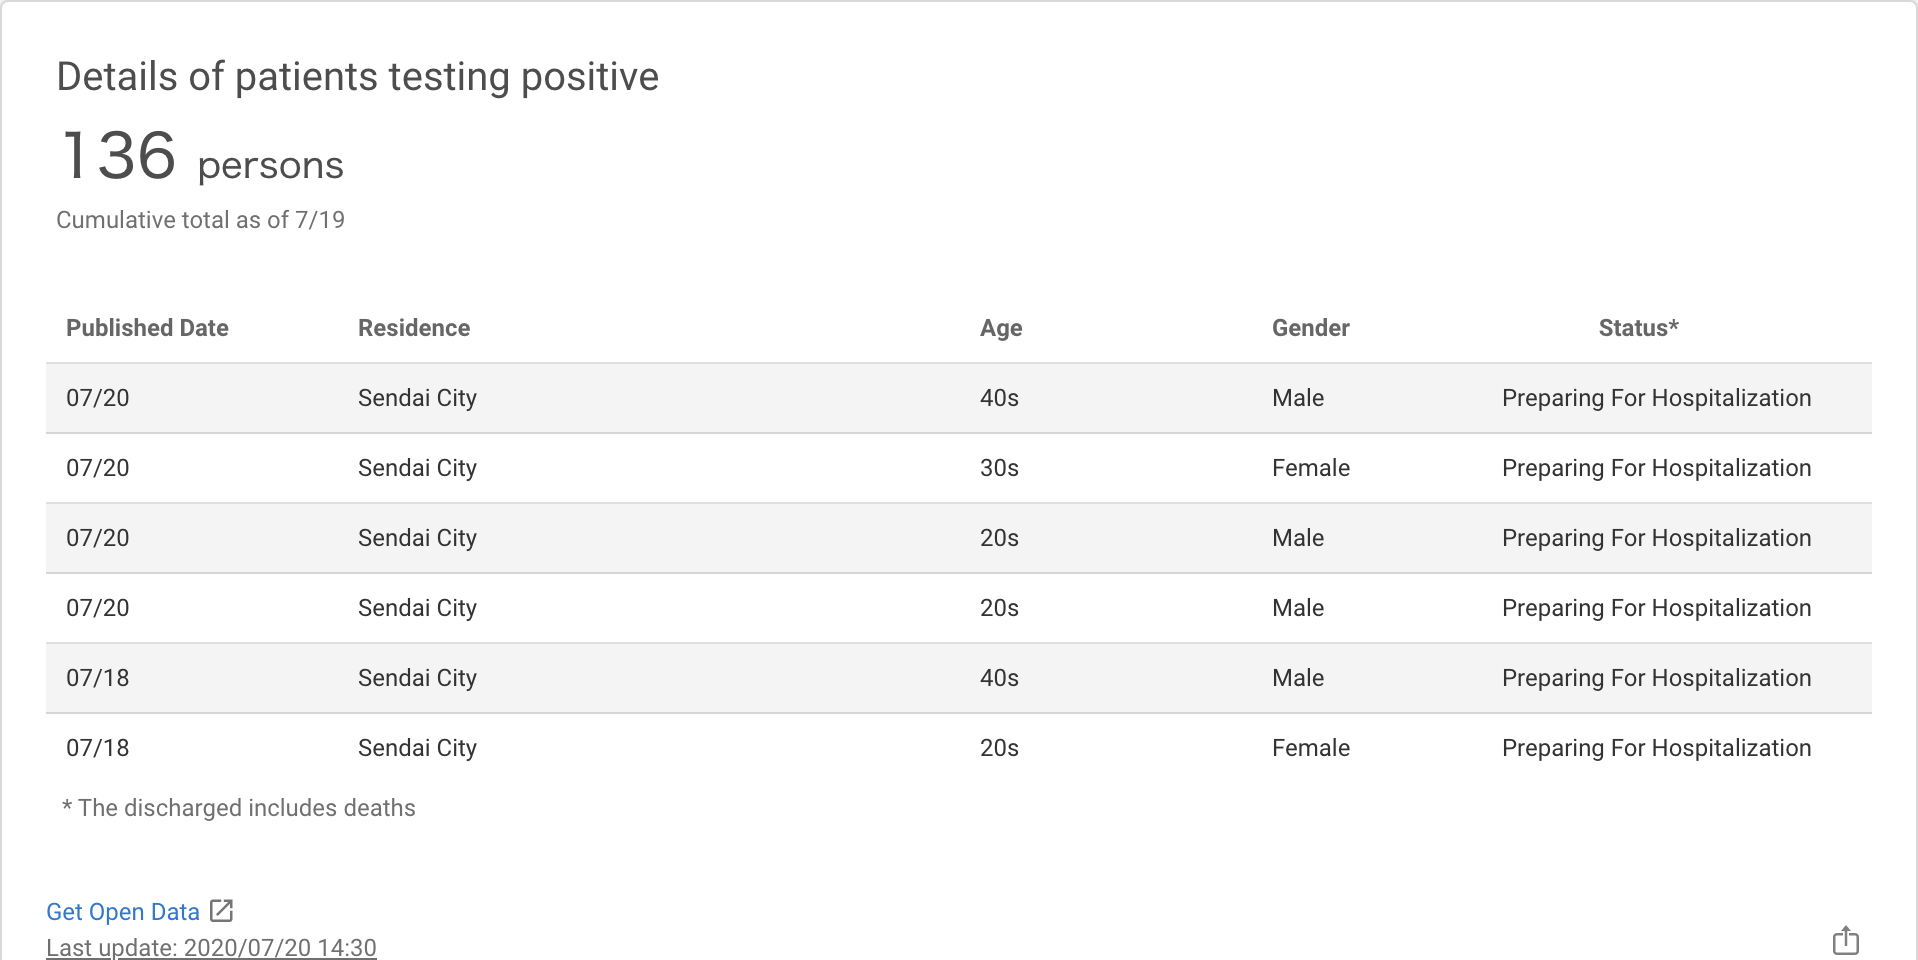 Details of patients testing positive
136 persons
Cumulative total as of 7/19
Published Date Residence Age Gender Status*
07/20 Sendai City 40s Male Preparing For Hospitalization
07/20 Sendai City 30s Female Preparing For Hospitalization
07/20 Sendai City 20s Male Preparing For Hospitalization
07/20 Sendai City 20s Male Preparing For Hospitalization
07/18 Sendai City 40s Male Preparing For Hospitalization
07/18 Sendai City 20s Female Preparing For Hospitalization
* The discharged includes deaths
Get Open Data
Last update: 2020/07/20 14:30